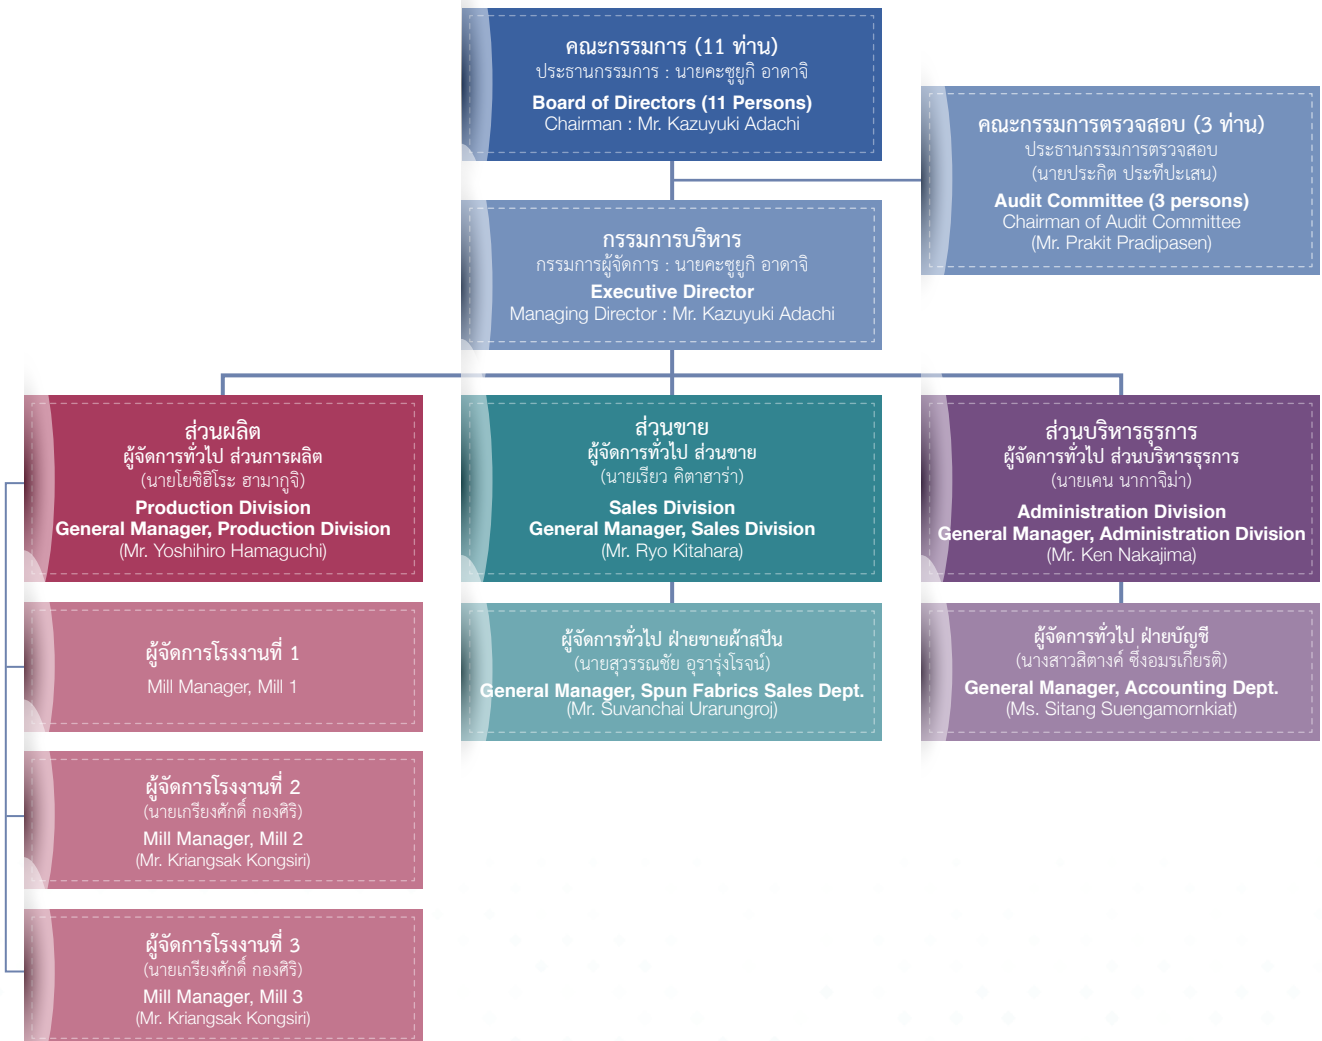 คณะกรรมการ (11 ท่าน)
ประธานกรรมการ : นายคะซูยูกิ อาดาจิ
Board of Directors (11 Persons)
Chairman : Mr. Kazuyuki Adachi
คณะกรรมการตรวจสอบ (3 ท่าน)
ประธานกรรมการตรวจสอบ
(นายประกิต ประทีปะเสน)
Audit Committee (3 persons)
Chairman of Audit Committee
(Mr. Prakit Pradipasen)
กรรมการบริหาร
กรรมการผู้จัดการ : นายคะซูยูกิ อาดาจิ
Executive Director
Managing Director : Mr. Kazuyuki Adachi
ส่วนผลิต
ผู้จัดการทั่วไป ส่วนการผลิต
(นายโยชิฮิโระ ฮามากูจิ)
Production Division
General Manager, Production Division
(Mr. Yoshihiro Hamaguchi)
ส่วนขาย
ผู้จัดการทั่วไป ส่วนขาย
(นายเรียว คิตาฮาร่า)
Sales Division
General Manager, Sales Division
(Mr. Ryo Kitahara)
ส่วนบริหารธุรการ
ผู้จัดการทั่วไป ส่วนบริหารธุรการ
(นายเคน นากาจิม่า)
Administration Division
General Manager, Administration Division
(Mr. Ken Nakajima)
ผู้จัดการโรงงานที่ 1
Mill Manager, Mill 1
ผู้จัดการทั่วไป ฝ่ายขายผ้าสปัน
(นายสุวรรณชัย อุรารุ่งโรจน์)
General Manager, Spun Fabrics Sales Dept.
(Mr. Suvanchai Urarungroj)
ผู้จัดการทั่วไป ฝ่ายบัญชี
(นางสาวสิตางค์ ซึ่งอมรเกียรติ)
General Manager, Accounting Dept.
(Ms. Sitang Suengamornkiat)
ผู้จัดการโรงงานที่ 2
(นายเกรียงศักดิ์ กองศิริ)
Mill Manager, Mill 2
(Mr. Kriangsak Kongsiri)
ผู้จัดการโรงงานที่ 3
(นายเกรียงศักดิ์ กองศิริ)
Mill Manager, Mill 3
(Mr. Kriangsak Kongsiri)